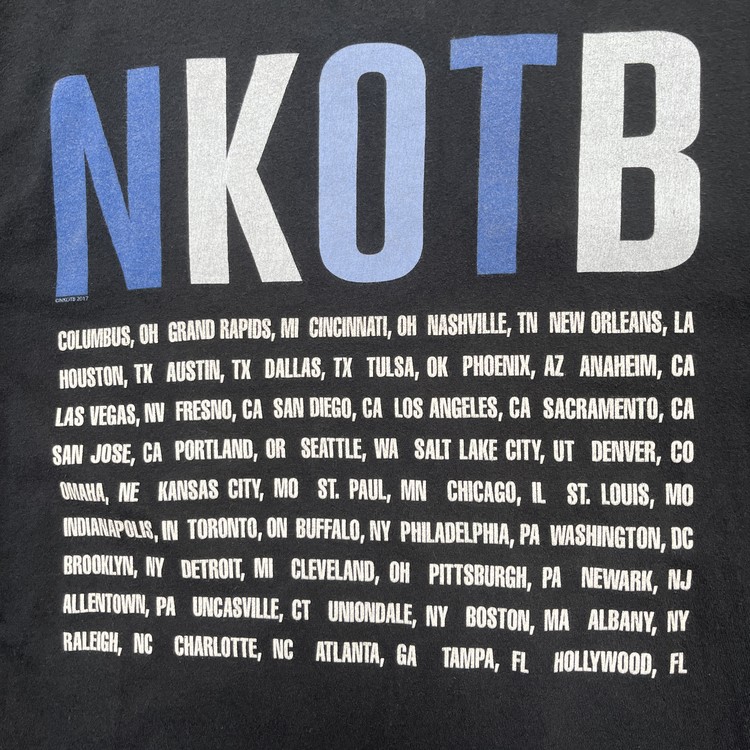 NKOTB
©NKOTB 2017
COLUMBUS, OH GRAND RAPIDS, MI CINCINNATI, OH NASHVILLE, TN NEW ORLEANS, LA
HOUSTON, TX AUSTIN, TX DALLAS, TX TULSA, OK PHOENIX, AZ ANAHEIM, CA
LAS VEGAS, NV FRESNO, CA SAN DIEGO, CA LOS ANGELES, CA SACRAMENTO, CA
SAN JOSE, CA PORTLAND, OR SEATTLE, WA SALT LAKE CITY, UT DENVER, CO
OMAHA, NE KANSAS CITY, MO ST. PAUL, MN CHICAGO, IL ST. LOUIS, MO
INDIANAPOLIS, IN TORONTO, ON BUFFALO, NY PHILADELPHIA, PA WASHINGTON, DC
BROOKLYN, NY DETROIT, MI CLEVELAND, OH PITTSBURGH, PA NEWARK, NJ
ALLENTOWN, PA UNCASVILLE, CT UNIONDALE, NY BOSTON, MA ALBANY, NY
RALEIGH, NC CHARLOTTE, NC ATLANTA, GA TAMPA, FL HOLLYWOOD, FL